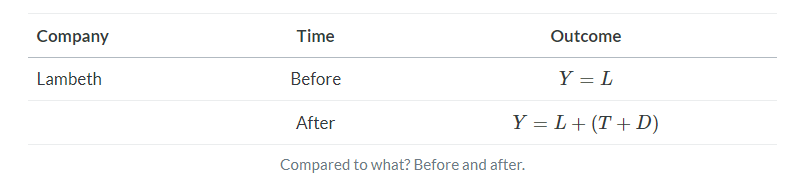 Company Time Outcome
Lambeth Before Y = L
After Y = L + (T + D)
Compared to what? Before and after.